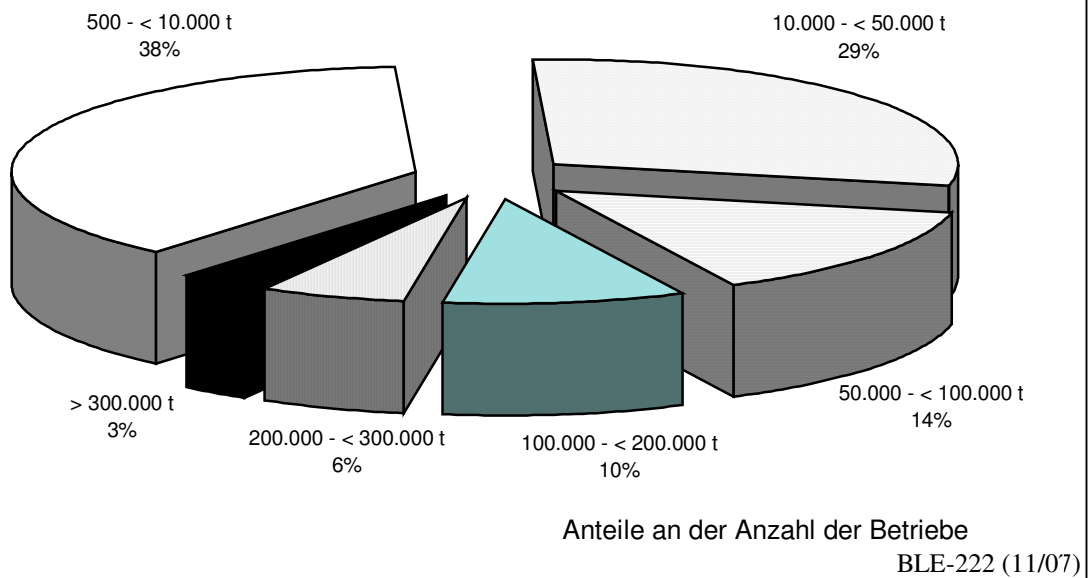 500 - < 10.000 t
38%
10.000 - < 50.000 t
29%
> 300.000 t
3%
200.000 - < 300.000 t
6%
100.000 - < 200.000 t
10%
50.000 - < 100.000 t
14%
Anteile an der Anzahl der Betriebe
BLE-222 (11/07)